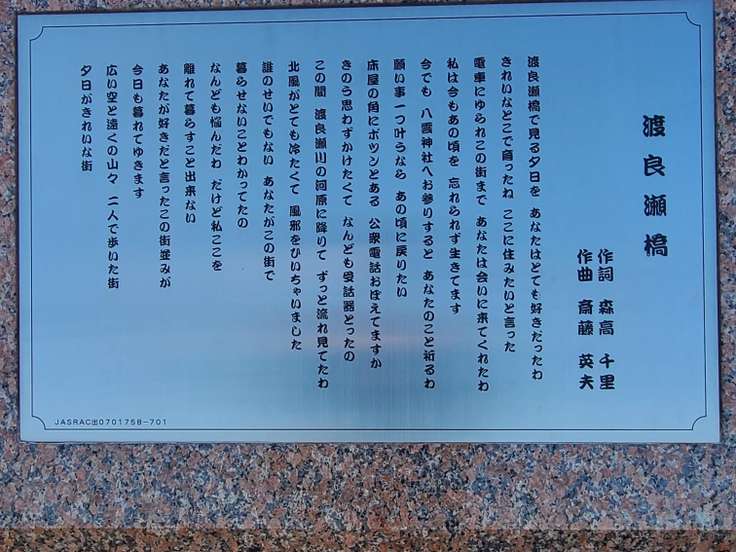 渡良瀬橋
作詞 森高 千里
作曲 斎藤 英夫
渡良瀬橋で見る夕日を あなたはとても好きだったわ
きれいなとこで育ったね ここに住みたいと言った
電車にゆられこの街まで あなたは会いに来てくれたわ
私は今もあの頃を 忘れられず生きてます
今でも 八雲神社へお参りすると あなたのこと祈るわ
願い事一つ叶うなら あの頃に戻りたい
床屋の角にポツンとある 公衆電話おぼえてますか
きのう思わずかけたくて なんども受話器とったの
この間 渡良瀬川の河原に降りて ずっと流れ見てたわ
北風がとても冷たくて 風邪をひいちゃいました
誰のせいでもない あなたがこの街で
暮らせないことわかってたの
なんども悩んだわ だけど私ここを
離れて暮らすこと出来ない
あなたが好きだと言ったこの街並みが
今日も暮れてゆきます
広い空と遠くの山々 二人で歩いた街
夕日がきれいな街
JASRAC出0701758-701